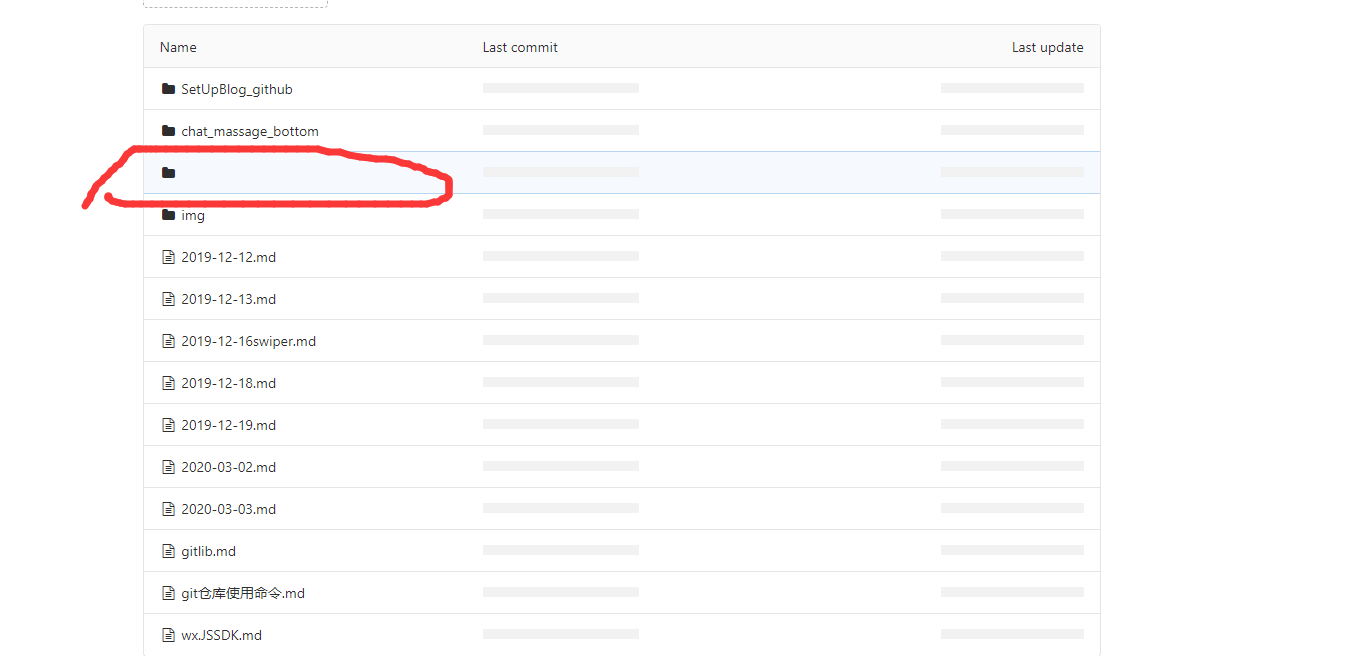 Name Last commit Last update
SetUpBlog_github
chat_massage_bottom
img
2019-12-12.md
2019-12-13.md
2019-12-16swiper.md
2019-12-18.md
2019-12-19.md
2020-03-02.md
2020-03-03.md
gitlib.md
git仓库使用命令.md
wx.JSSDK.md